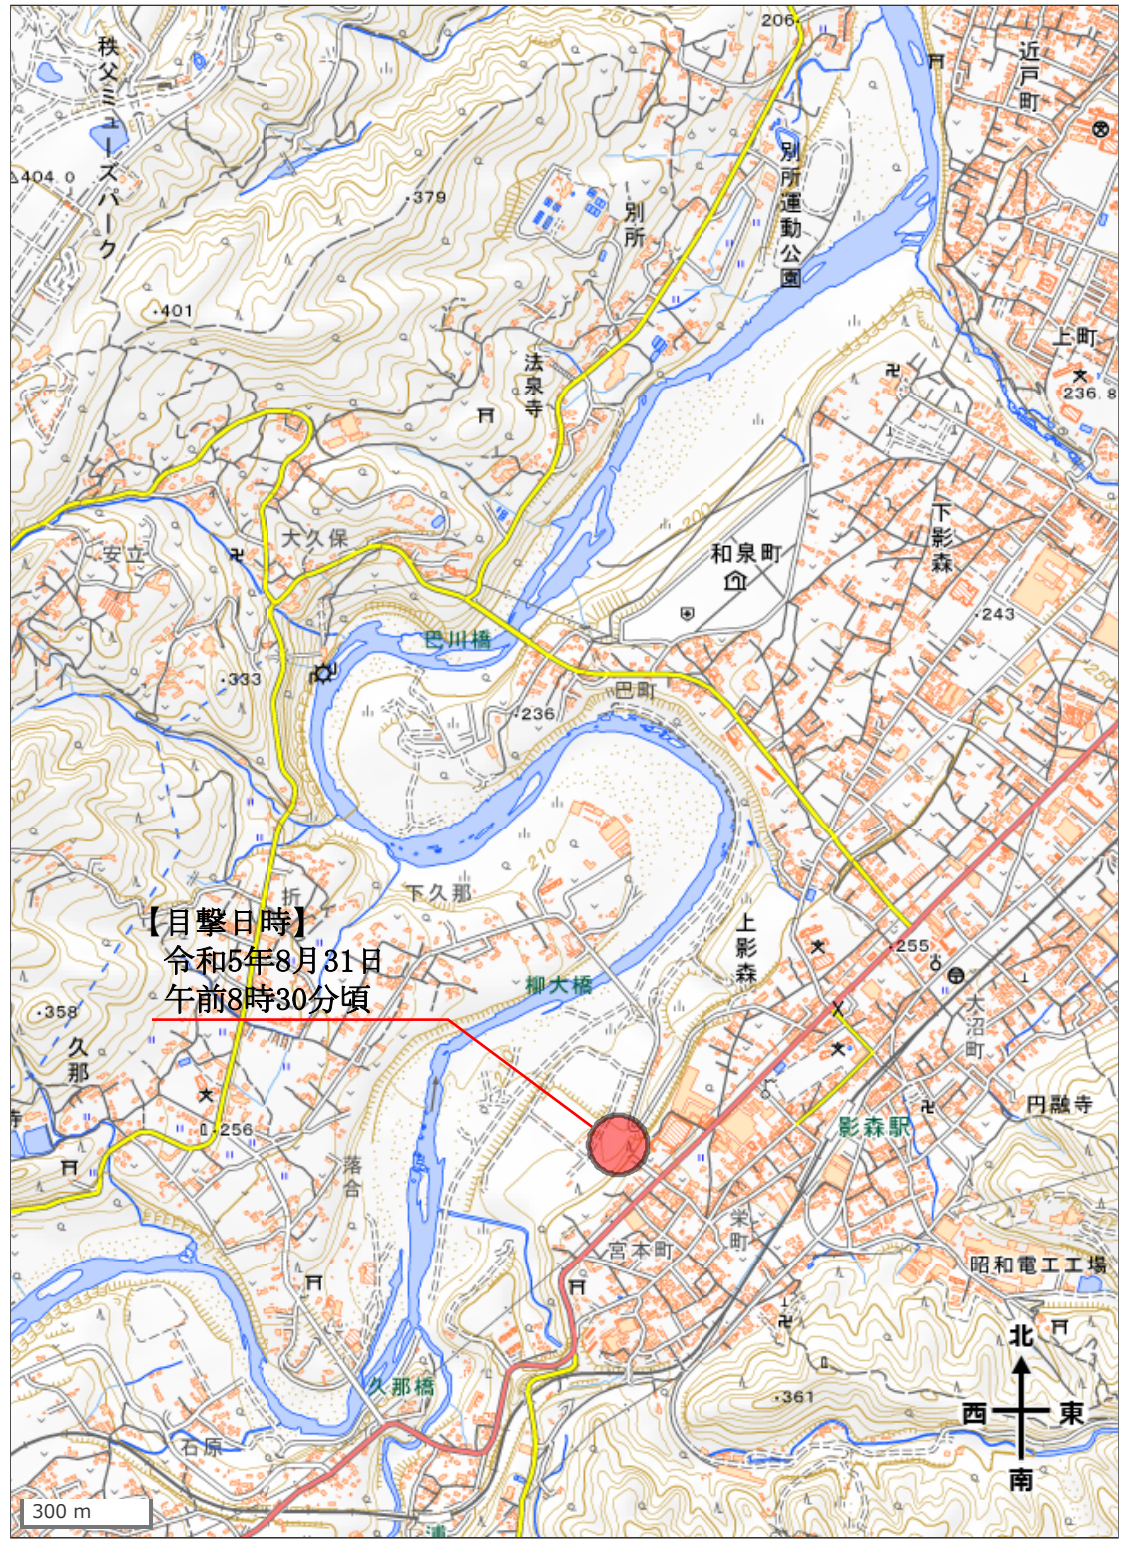 206
秩父ミューズパーク
近戸町
別所運動公園
404.0
379
別所
401
法泉寺
上町
236.8
200
下影森
大久保
安立
和泉町
243
巴川橋
250
333
巴町
236
210
下久那
折
上影森
255
【目撃日時】
令和5年8月31日
午前8時30分頃
柳大橋
大沼町
358
久那
寺
256
影森駅
円融寺
落合
栄町
宮本町
昭和電工工場
北
西
東
南
久那橋
361
石原
300 m
浦